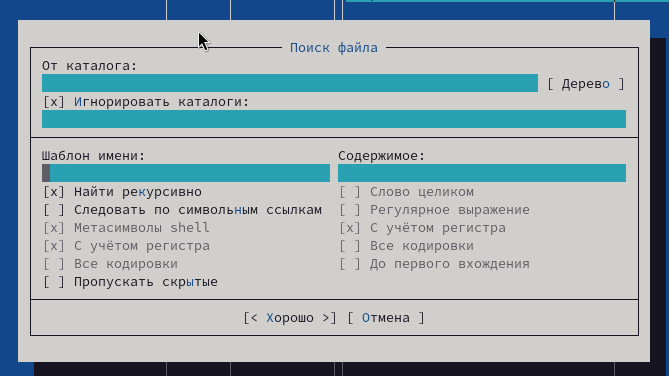 Поиск файла
От каталога:
[ Дерево ]
[x] Игнорировать каталоги:
Шаблон имени: Содержимое:
[x] Найти рекурсивно [ ] Слово целиком
[ ] Следовать по символьным ссылкам [ ] Регулярное выражение
[x] Метасимволы shell [x] С учётом регистра
[x] С учётом регистра [ ] Все кодировки
[ ] Все кодировки [ ] До первого вхождения
[ ] Пропускать скрытые
[< Хорошо >] [ Отмена ]